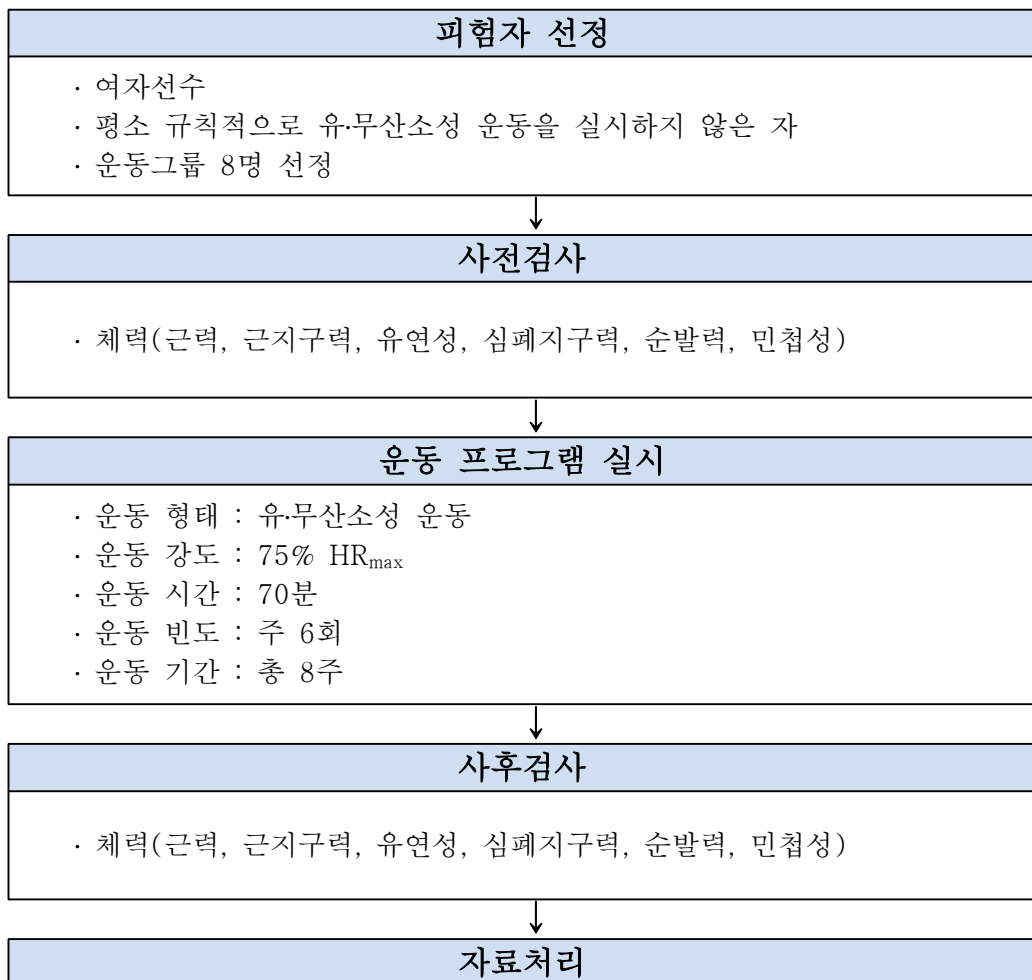 피험자 선정
· 여자선수
· 평소 규칙적으로 유·무산소성 운동을 실시하지 않은 자
· 운동그룹 8명 선정
사전검사
· 체력(근력, 근지구력, 유연성, 심폐지구력, 순발력, 민첩성)
운동 프로그램 실시
· 운동 형태 : 유·무산소성 운동
· 운동 강도 : 75% HRmax
· 운동 시간 : 70분
· 운동 빈도 : 주 6회
· 운동 기간 : 총 8주
사후검사
· 체력(근력, 근지구력, 유연성, 심폐지구력, 순발력, 민첩성)
자료처리